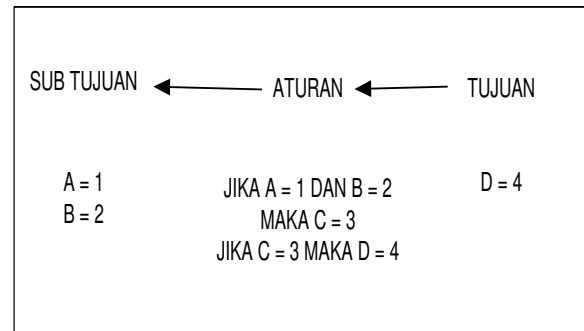 SUB TUJUAN ATURAN TUJUAN
A = 1
B = 2
JIKA A = 1 DAN B = 2
MAKA C = 3
JIKA C = 3 MAKA D = 4
D = 4